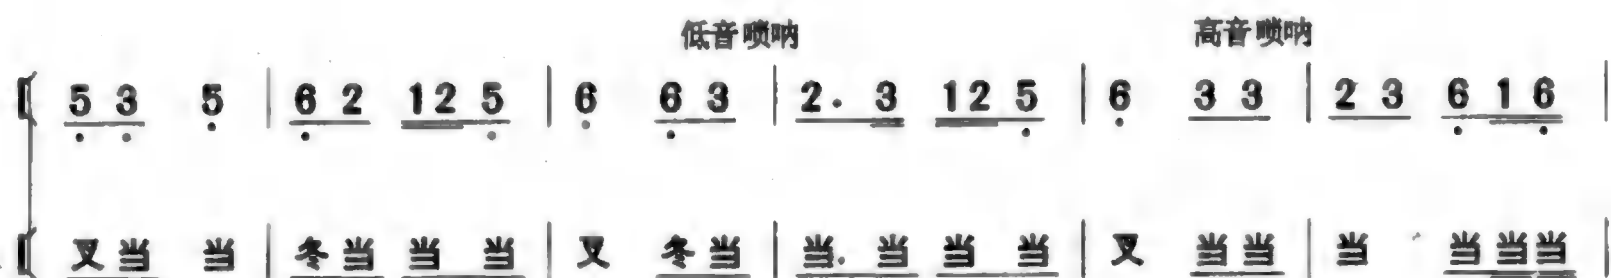 低音唢呐 高音唢呐
5 3 5 | 6 2 12 5 | 6 6 3 | 2. 3 12 5 | 6 3 3 | 2 3 6 1 6 |
叉当 当 | 冬当 当 当 | 叉 冬当 | 当. 当 当 当 | 叉 当当 | 当 当当当 |